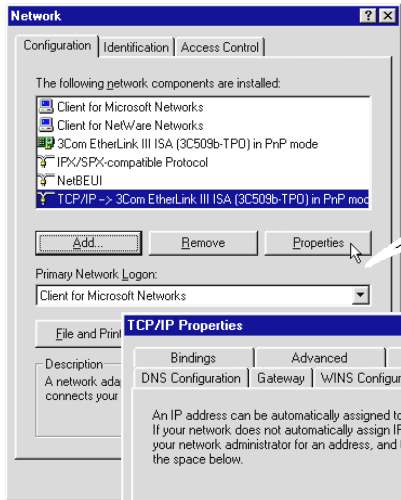 Network
Configuration Identification Access Control
The following network components are installed:
Client for Microsoft Networks
Client for NetWare Networks
3Com EtherLink III ISA (3C509b-TPO) in PnP mode
IPX/SPX-compatible Protocol
NetBEUI
TCP/IP -> 3Com EtherLink III ISA (3C509b-TPO) in PnP mod
Add... Remove Properties
Primary Network Logon:
Client for Microsoft Networks
File and Print
Description
A network ada
connects your
TCP/IP Properties
Bindings Advanced
DNS Configuration Gateway WINS Configur
An IP address can be automatically assigned to
If your network does not automatically assign IP
your network administrator for an address, and
the space below.